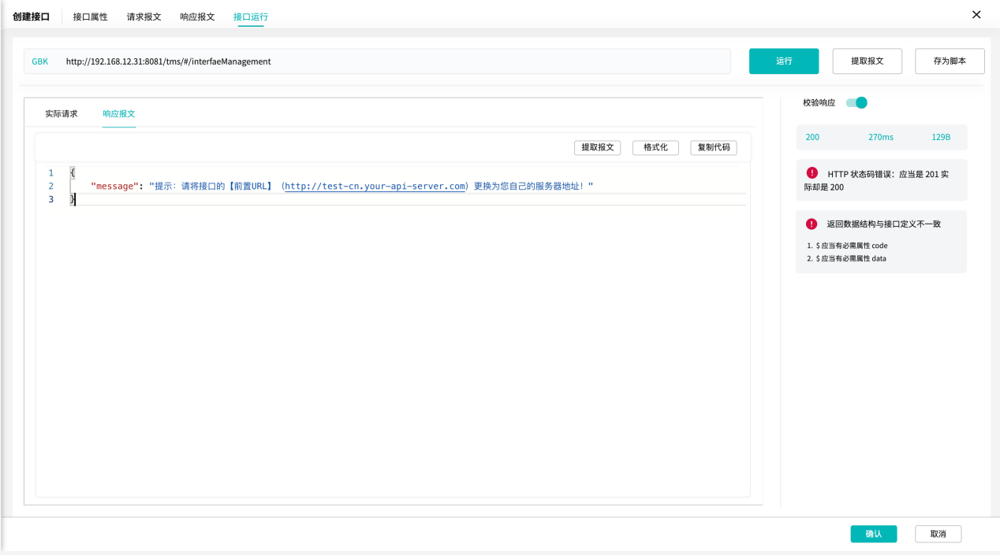 创建接口 接口属性 请求报文 响应报文 接口运行
GBK http://192.168.12.31:8081/tms/#/interfaeManagement 运行 提取报文 存为脚本
实际请求 响应报文
提取报文 格式化 复制代码
1 {
2 "message": "提示：请将接口的【前置URL】（http://test-cn.your-api-server.com）更换为您自己的服务器地址！"
3 }
校验响应
200 270ms 129B
HTTP 状态码错误：应当是 201 实
际却是 200
返回数据结构与接口定义不一致
1. $ 应当有必需属性 code
2. $ 应当有必需属性 data
确认 取消